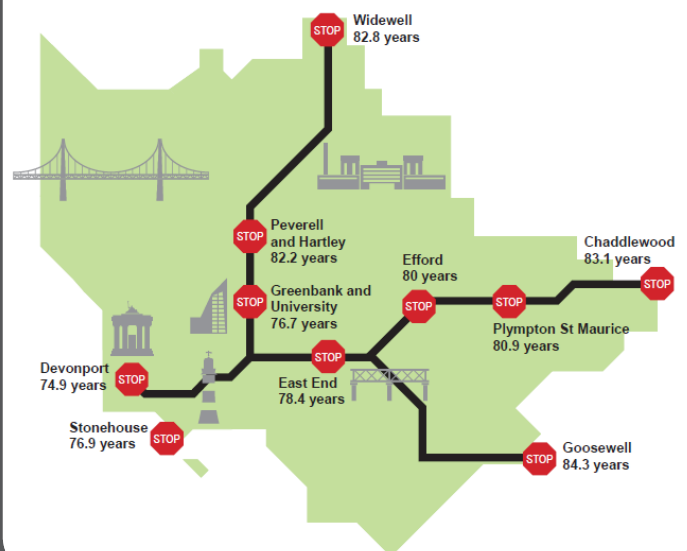 STOP
Widewell
82.8 years
STOP
Peverell
and Hartley
82.2 years
Chaddlewood
83.1 years
STOP
Efford
80 years
STOP
STOP
Plympton St Maurice
80.9 years
STOP
Greenbank and
University
76.7 years
Devonport
74.9 years
STOP
STOP
East End
78.4 years
Stonehouse
76.9 years
STOP
STOP
Goosewell
84.3 years